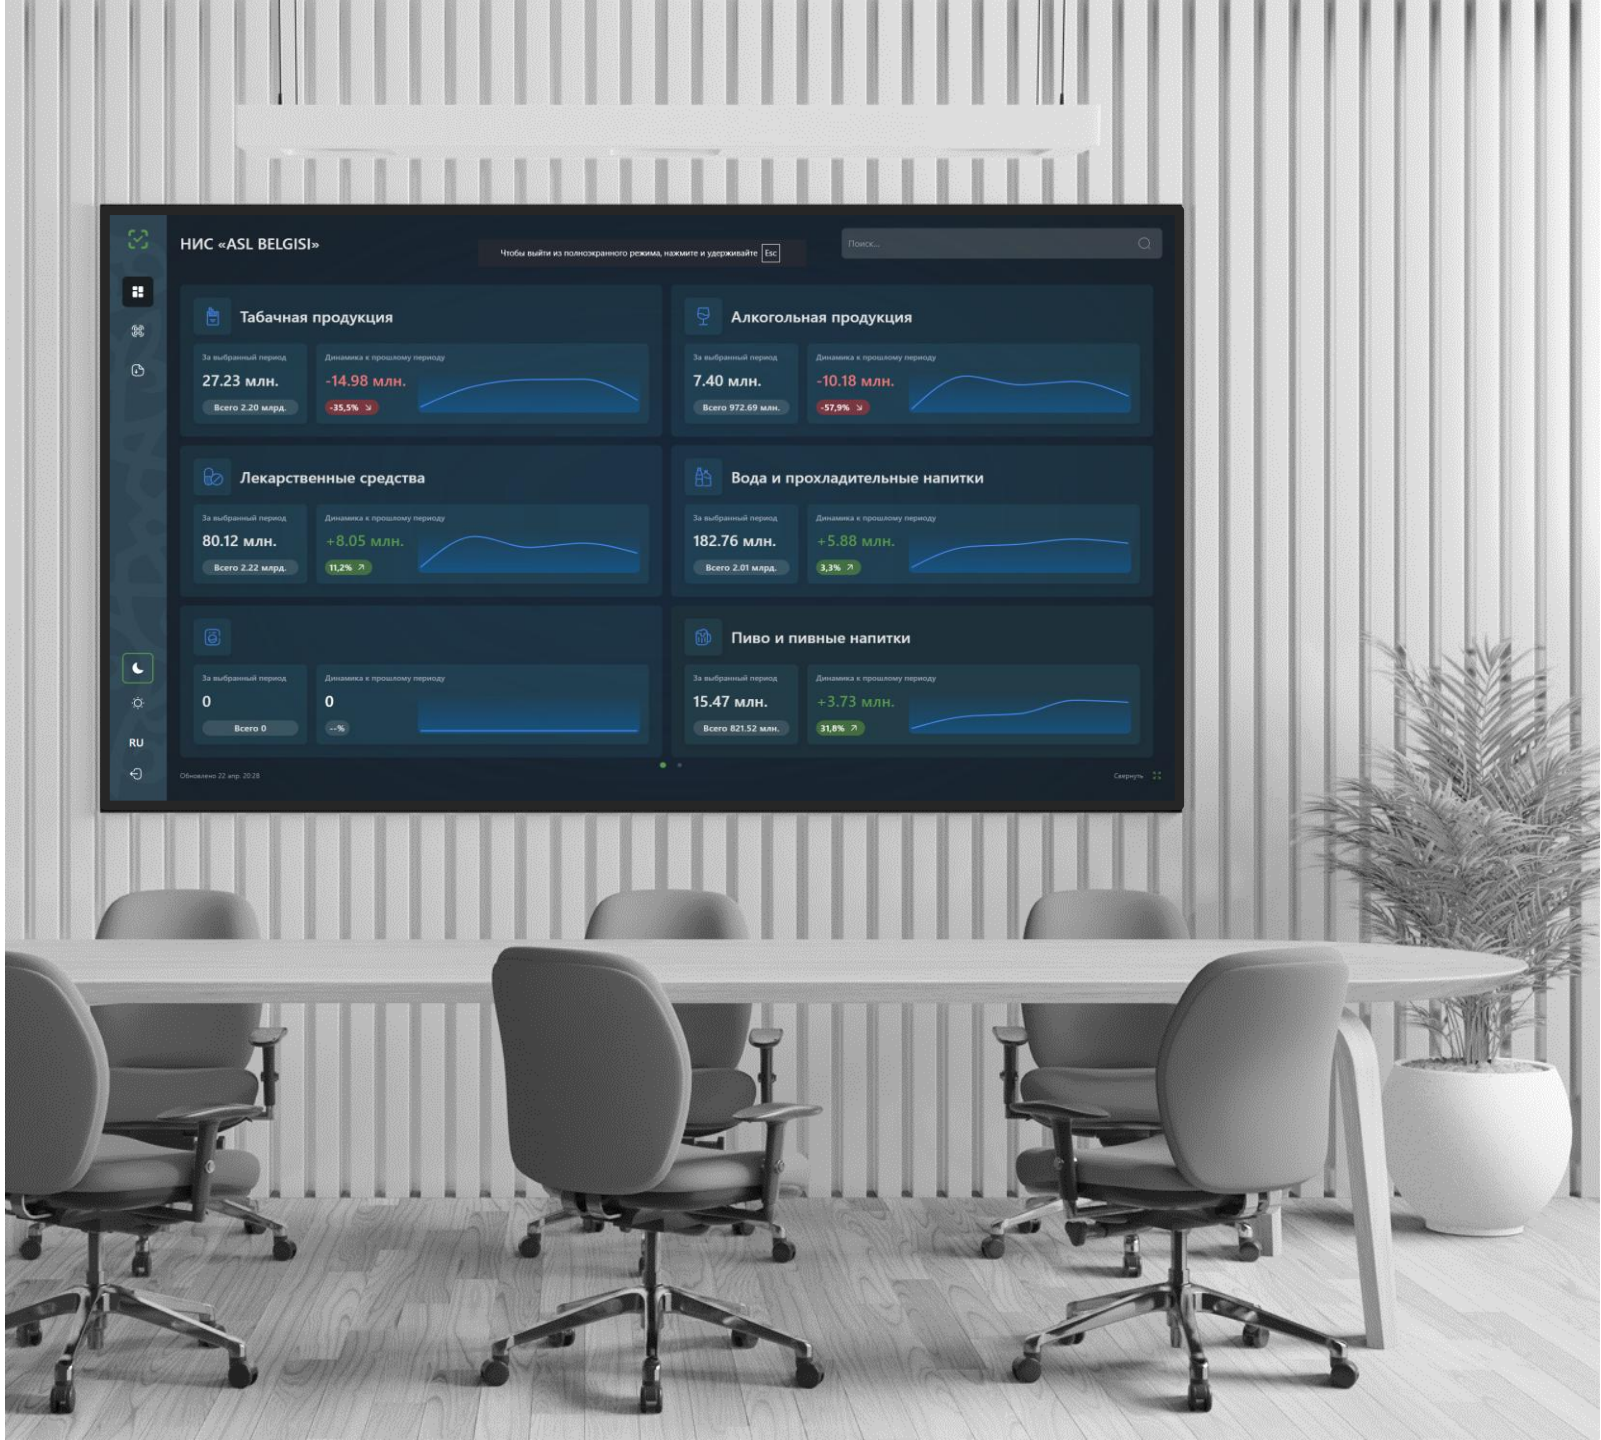 НИС «ASL BELGISI»
Чтобы выйти из полноэкранного режима, нажмите и удерживайте Esc
Поиск...
Табачная продукция
За выбранный период
Динамика к прошлому периоду
27.23 млн.
-14.98 млн.
Всего 2.20 млрд.
-35,5%
Алкогольная продукция
За выбранный период
Динамика к прошлому периоду
7.40 млн.
-10.18 млн.
Всего 972.69 млн.
-57,9%
Лекарственные средства
За выбранный период
Динамика к прошлому периоду
80.12 млн.
+8.05 млн.
Всего 2.22 млрд.
11,2%
Вода и прохладительные напитки
За выбранный период
Динамика к прошлому периоду
182.76 млн.
+5.88 млн.
Всего 2.01 млрд.
3,3%
За выбранный период
Динамика к прошлому периоду
0
0
Всего 0
--%
Пиво и пивные напитки
За выбранный период
Динамика к прошлому периоду
15.47 млн.
+3.73 млн.
Всего 821.52 млн.
31,8%
RU
Обновлено 22 апр. 20:28
Свернуть